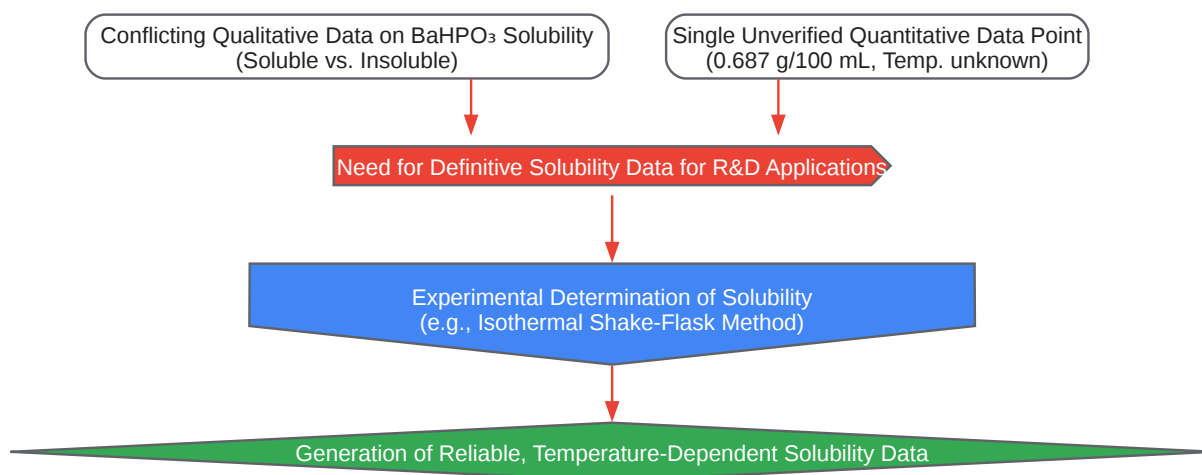 Conflicting Qualitative Data on BaHPO₃ Solubility
(Soluble vs. Insoluble)
Single Unverified Quantitative Data Point
(0.687 g/100 mL, Temp. unknown)
Need for Definitive Solubility Data for R&D Applications
Experimental Determination of Solubility
(e.g., Isothermal Shake-Flask Method)
Generation of Reliable, Temperature-Dependent Solubility Data